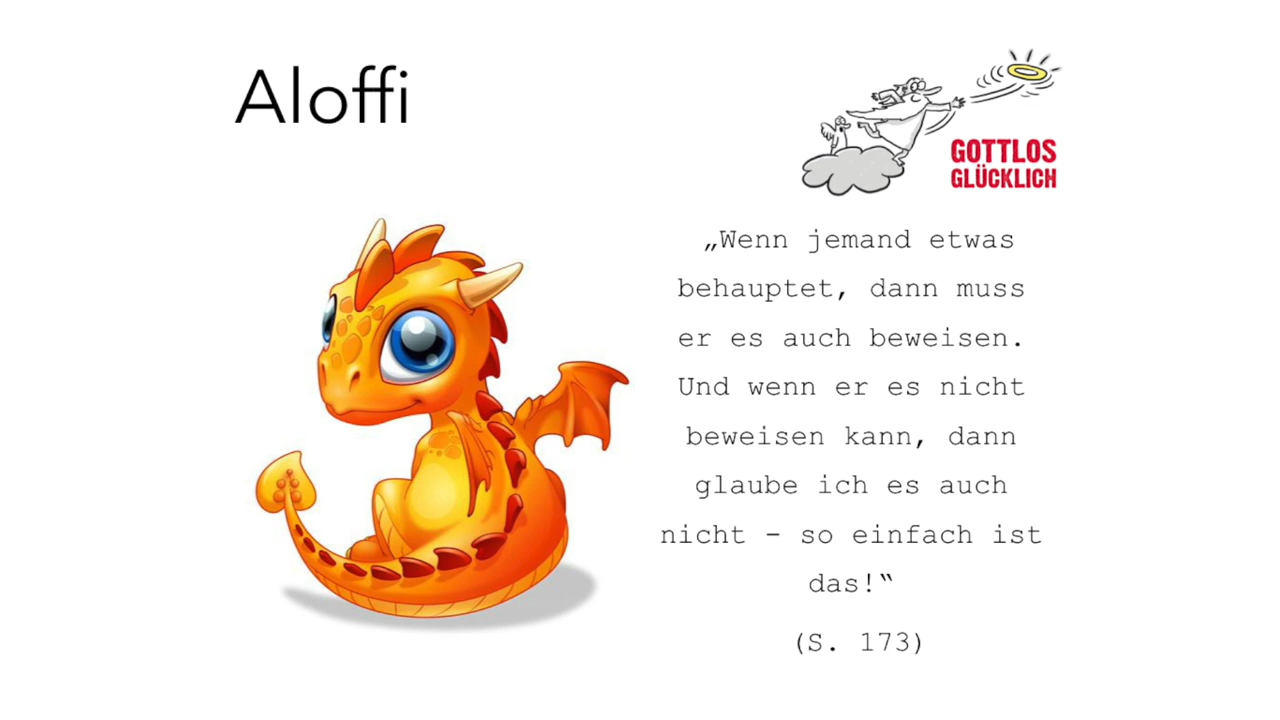 Aloffi
GOTTLOS
GLÜCKLICH
„Wenn jemand etwas
behauptet, dann muss
er es auch beweisen.
Und wenn er es nicht
beweisen kann, dann
glaube ich es auch
nicht – so einfach ist
das!“
(S. 173)